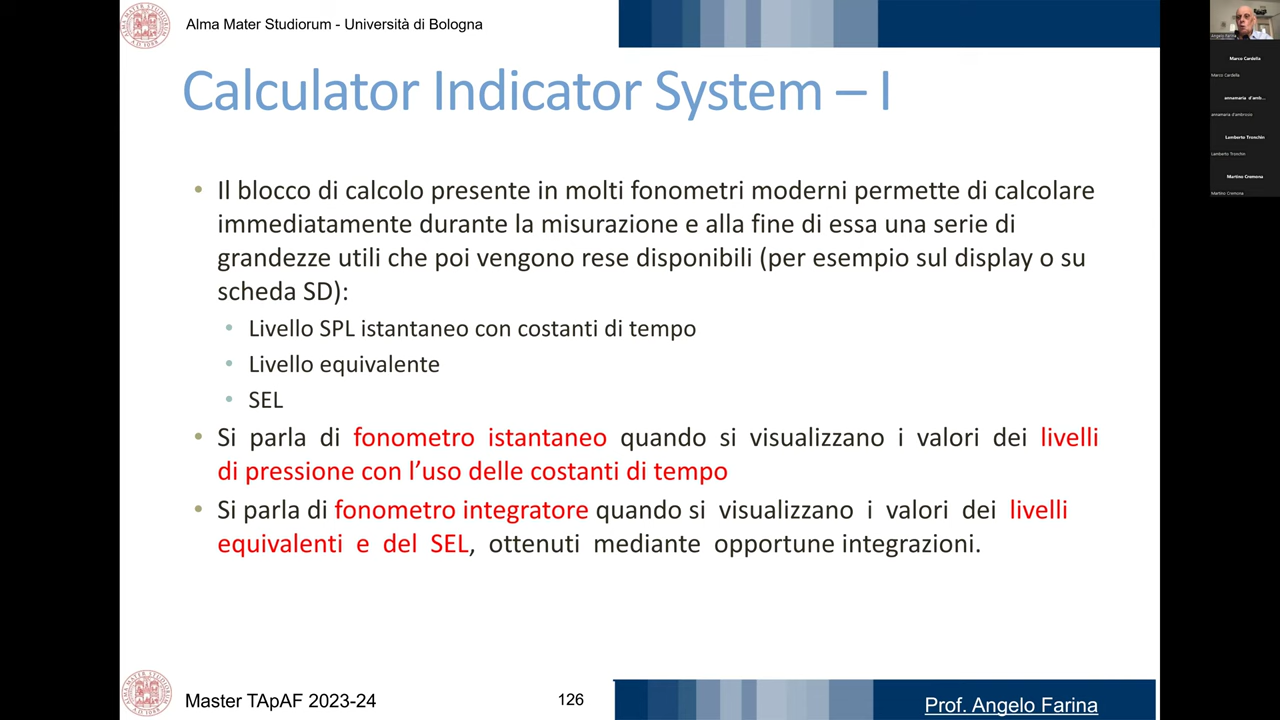 Alma Mater Studiorum - Università di Bologna
Calculator Indicator System – I
• Il blocco di calcolo presente in molti fonometri moderni permette di calcolare
immediatamente durante la misurazione e alla fine di essa una serie di
grandezze utili che poi vengono rese disponibili (per esempio sul display o su
scheda SD):
• Livello SPL istantaneo con costanti di tempo
• Livello equivalente
• SEL
• Si parla di fonometro istantaneo quando si visualizzano i valori dei livelli
di pressione con l’uso delle costanti di tempo
• Si parla di fonometro integratore quando si visualizzano i valori dei livelli
equivalenti e del SEL, ottenuti mediante opportune integrazioni.
Master TApAF 2023-24
126
Prof. Angelo Farina
Angelo Farina
Marco Cardella
Marco Cardella
annamaria d'amb...
annamaria d'ambrosio
Lamberto Tronchin
Lamberto Tronchin
Martino Cremona
Martino Cremona